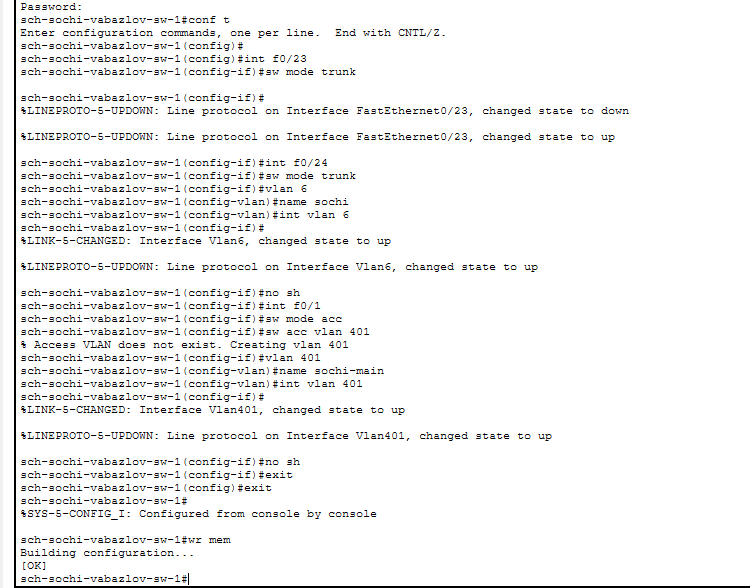 Password:
sch-sochi-vabazlov-sw-1#conf t
Enter configuration commands, one per line.  End with CNTL/Z.
sch-sochi-vabazlov-sw-1(config)#
sch-sochi-vabazlov-sw-1(config)#int f0/23
sch-sochi-vabazlov-sw-1(config-if)#sw mode trunk
sch-sochi-vabazlov-sw-1(config-if)#
%LINEPROTO-5-UPDOWN: Line protocol on Interface FastEthernet0/23, changed state to down
%LINEPROTO-5-UPDOWN: Line protocol on Interface FastEthernet0/23, changed state to up
sch-sochi-vabazlov-sw-1(config-if)#int f0/24
sch-sochi-vabazlov-sw-1(config-if)#sw mode trunk
sch-sochi-vabazlov-sw-1(config-if)#vlan 6
sch-sochi-vabazlov-sw-1(config-vlan)#name sochi
sch-sochi-vabazlov-sw-1(config-vlan)#int vlan 6
sch-sochi-vabazlov-sw-1(config-if)#
%LINK-5-CHANGED: Interface Vlan6, changed state to up
%LINEPROTO-5-UPDOWN: Line protocol on Interface Vlan6, changed state to up
sch-sochi-vabazlov-sw-1(config-if)#no sh
sch-sochi-vabazlov-sw-1(config-if)#int f0/1
sch-sochi-vabazlov-sw-1(config-if)#sw mode acc
sch-sochi-vabazlov-sw-1(config-if)#sw acc vlan 401
% Access VLAN does not exist. Creating vlan 401
sch-sochi-vabazlov-sw-1(config-if)#vlan 401
sch-sochi-vabazlov-sw-1(config-vlan)#name sochi-main
sch-sochi-vabazlov-sw-1(config-vlan)#int vlan 401
sch-sochi-vabazlov-sw-1(config-if)#
%LINK-5-CHANGED: Interface Vlan401, changed state to up
%LINEPROTO-5-UPDOWN: Line protocol on Interface Vlan401, changed state to up
sch-sochi-vabazlov-sw-1(config-if)#no sh
sch-sochi-vabazlov-sw-1(config-if)#exit
sch-sochi-vabazlov-sw-1(config)#exit
sch-sochi-vabazlov-sw-1#
%SYS-5-CONFIG_I: Configured from console by console
sch-sochi-vabazlov-sw-1#wr mem
Building configuration...
[OK]
sch-sochi-vabazlov-sw-1#